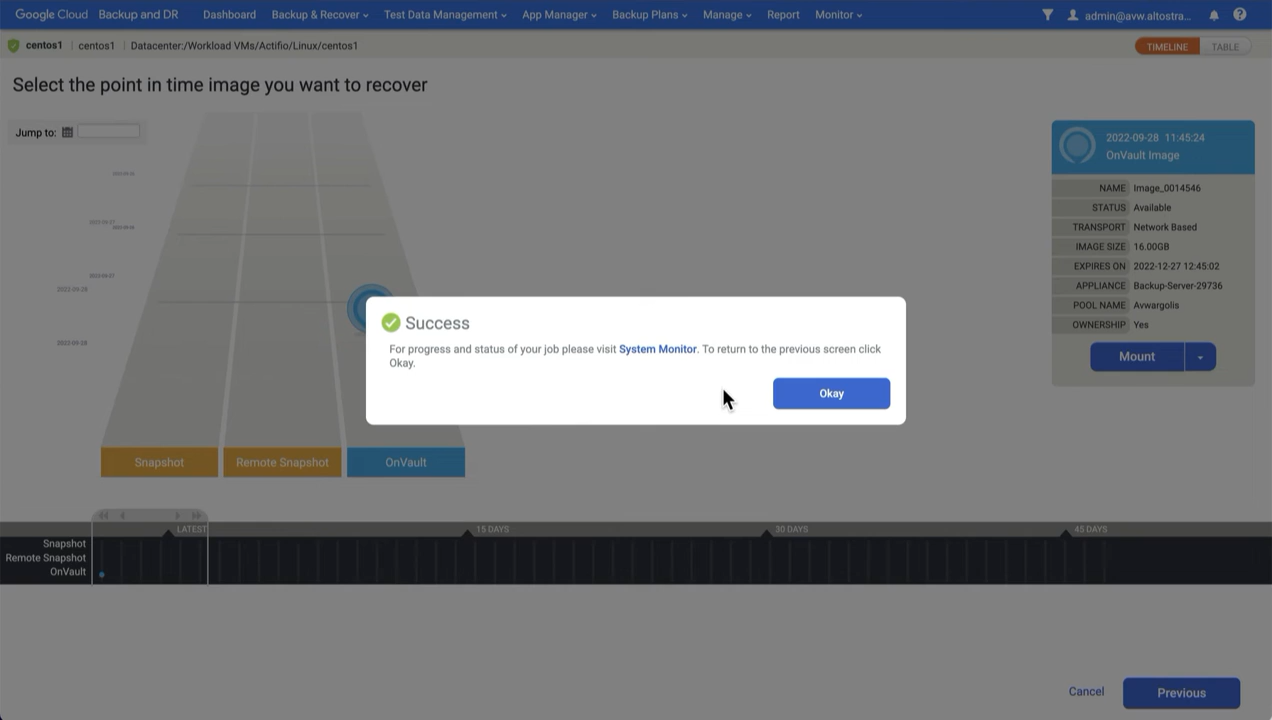 Google Cloud Backup and DR Dashboard Backup & Recover Test Data Management App Manager Backup Plans Manage Report Monitor admin@avw.altostra...
centos1 centos1 Datacenter:/Workload VMs/Actifio/Linux/centos1 TIMELINE TABLE
Select the point in time image you want to recover
Jump to:
2022-09-28 11:45:24
OnVault Image
NAME Image_0014546
STATUS Available
TRANSPORT Network Based
IMAGE SIZE 16.00GB
EXPIRES ON 2022-12-27 12:45:02
APPLIANCE Backup-Server-29736
POOL NAME Avwargolis
OWNERSHIP Yes
Mount
2022-09-28
Success
For progress and status of your job please visit System Monitor. To return to the previous screen click
Okay.
Okay
Snapshot Remote Snapshot OnVault
LATEST 15 DAYS 30 DAYS 45 DAYS
Snapshot
Remote Snapshot
OnVault
Cancel Previous